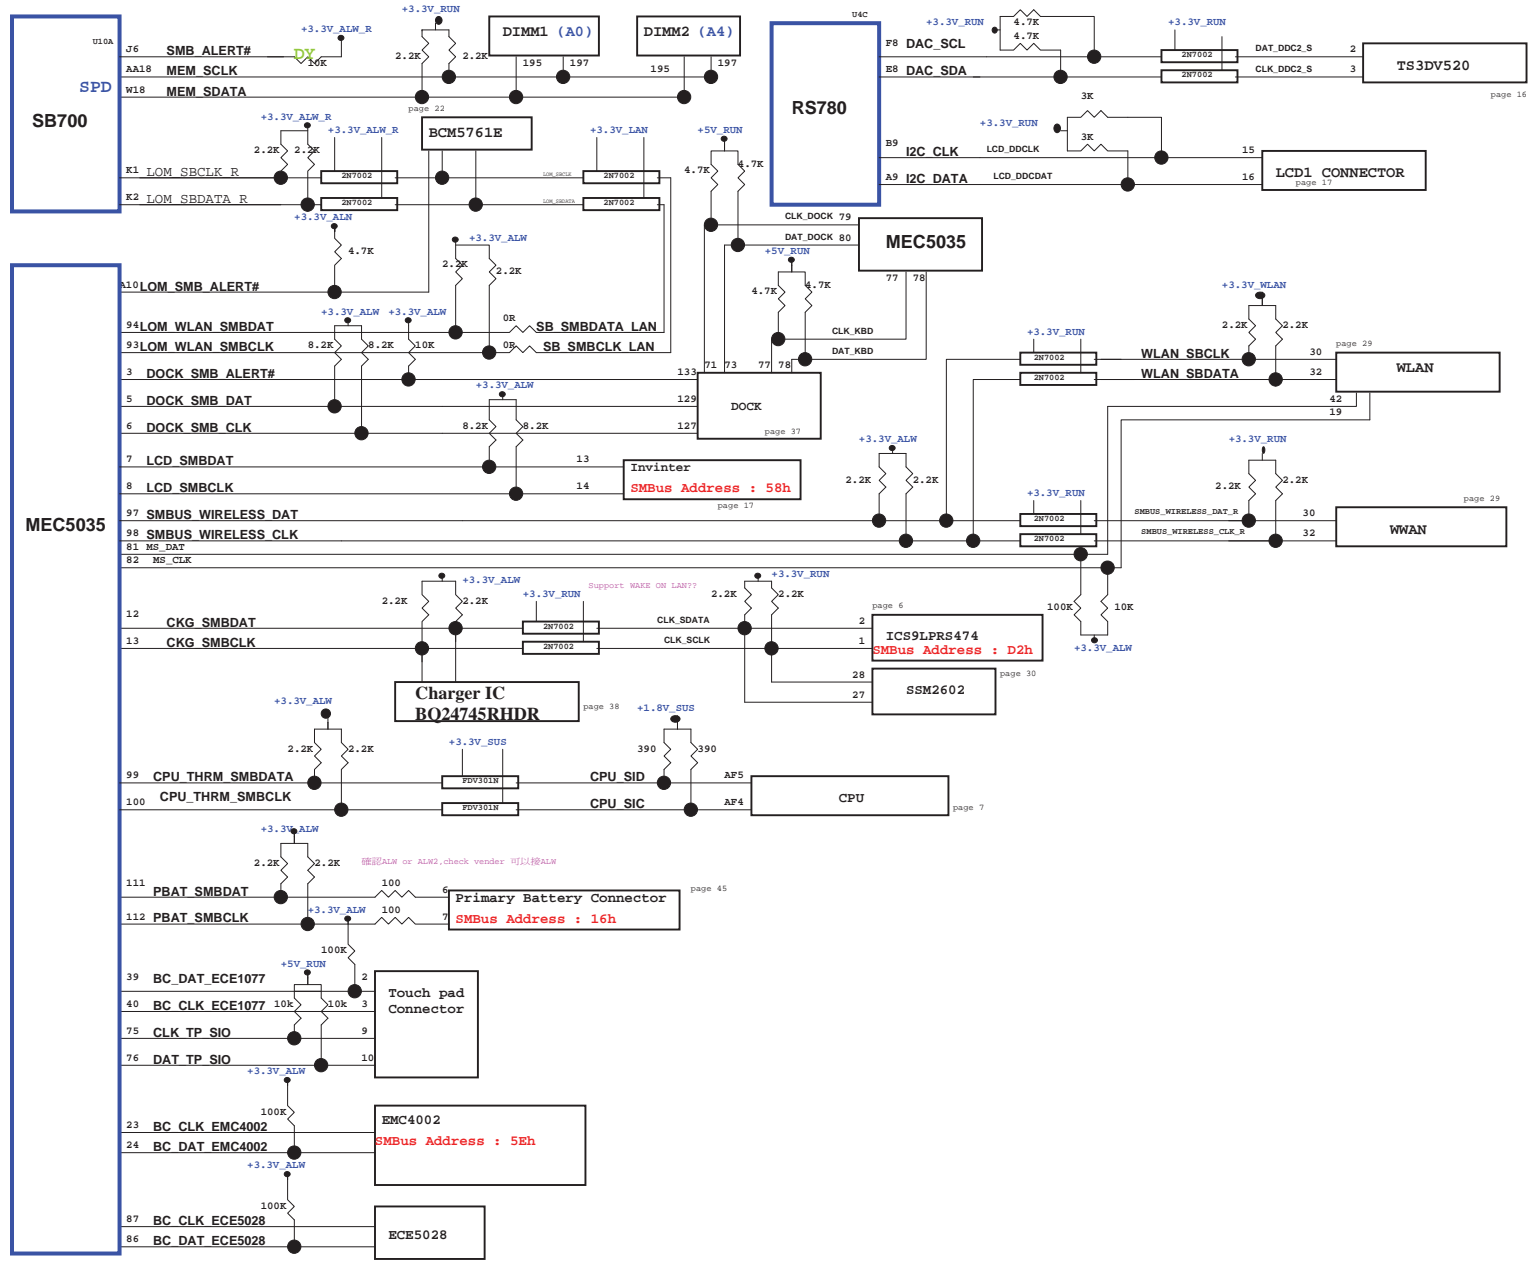 U10A
SPD
SB700
J6 SMB_ALERT#
AA18 MEM_SCLK
W18 MEM_SDATA
DY
10K
+3.3V_ALW_R
+3.3V_RUN
2.2K 2.2K
DIMM1 (A0)
195 197
DIMM2 (A4)
195 197
page 22
K1 LOM_SBCLK_R
K2 LOM_SBDATA_R
+3.3V_ALW_R
2.2K 2.2K
+3.3V_ALW_R
2N7002
2N7002
BCM5761E
LOM_SBCLK
LOM_SBDATA
+3.3V_LAN
2N7002
2N7002
U4C
RS780
F8 DAC_SCL
E8 DAC_SDA
+3.3V_RUN
4.7K
4.7K
+3.3V_RUN
2N7002
2N7002
DAT_DDC2_S 2
CLK_DDC2_S 3
TS3DV520
page 16
B9 I2C_CLK LCD_DDCLK
A9 I2C_DATA LCD_DDCDAT
+3.3V_RUN
3K
3K
15
16
LCD1 CONNECTOR
page 17
+5V_RUN
4.7K 4.7K
CLK_DOCK 79
DAT_DOCK 80
MEC5035
77 78
+5V_RUN
4.7K 4.7K
CLK_KBD
DAT_KBD
71 73 77 78
DOCK
page 37
MEC5035
+3.3V_ALN
4.7K
A10 LOM_SMB_ALERT#
+3.3V_ALW
2.2K 2.2K
94 LOM_WLAN_SMBDAT
93 LOM_WLAN_SMBCLK
0R SB_SMBDATA_LAN
0R SB_SMBCLK_LAN
+3.3V_ALW +3.3V_ALW
8.2K 8.2K 10K
3 DOCK_SMB_ALERT# 133
5 DOCK_SMB_DAT 129
6 DOCK_SMB_CLK 127
+3.3V_ALW
8.2K 8.2K
7 LCD_SMBDAT 13
8 LCD_SMBCLK 14
Invinter
SMBus Address : 58h
page 17
97 SMBUS_WIRELESS_DAT
98 SMBUS_WIRELESS_CLK
81 MS_DAT
82 MS_CLK
+3.3V_ALW
2.2K 2.2K
+3.3V_RUN
2N7002
2N7002
+3.3V_WLAN
2.2K 2.2K
WLAN_SBCLK 30
WLAN_SBDATA 32
page 29
WLAN
42
19
+3.3V_RUN
2N7002
2N7002
+3.3V_RUN
2.2K 2.2K
SMBUS_WIRELESS_DAT_R 30
SMBUS_WIRELESS_CLK_R 32
page 29
WWAN
100K 10K
+3.3V_ALW
12 CKG_SMBDAT
13 CKG_SMBCLK
+3.3V_ALW
2.2K 2.2K
Support WAKE ON LAN??
+3.3V_RUN
2N7002
2N7002
Charger IC
BQ24745RHDR
page 38
+3.3V_RUN
2.2K 2.2K
CLK_SDATA 2
CLK_SCLK 1
page 6
ICS9LPRS474
SMBus Address : D2h
28
27
SSM2602
page 30
+3.3V_ALW
2.2K 2.2K
99 CPU_THRM_SMBDATA
100 CPU_THRM_SMBCLK
+3.3V_SUS
FDV301N
FDV301N
+1.8V_SUS
390 390
CPU_SID AF5
CPU_SIC AF4
CPU
page 7
+3.3V_ALW
2.2K 2.2K
確認ALW or ALW2,check vender 可以接ALW
111 PBAT_SMBDAT 100 6
112 PBAT_SMBCLK 100 7
Primary Battery Connector
SMBus Address : 16h
page 45
+3.3V_ALW
100K
+5V_RUN
10k 10k
39 BC_DAT_ECE1077 2
40 BC_CLK_ECE1077 3
75 CLK_TP_SIO 9
76 DAT_TP_SIO 10
Touch pad
Connector
+3.3V_ALW
100K
23 BC_CLK_EMC4002
24 BC_DAT_EMC4002
EMC4002
SMBus Address : 5Eh
+3.3V_ALW
100K
87 BC_CLK_ECE5028
86 BC_DAT_ECE5028
ECE5028